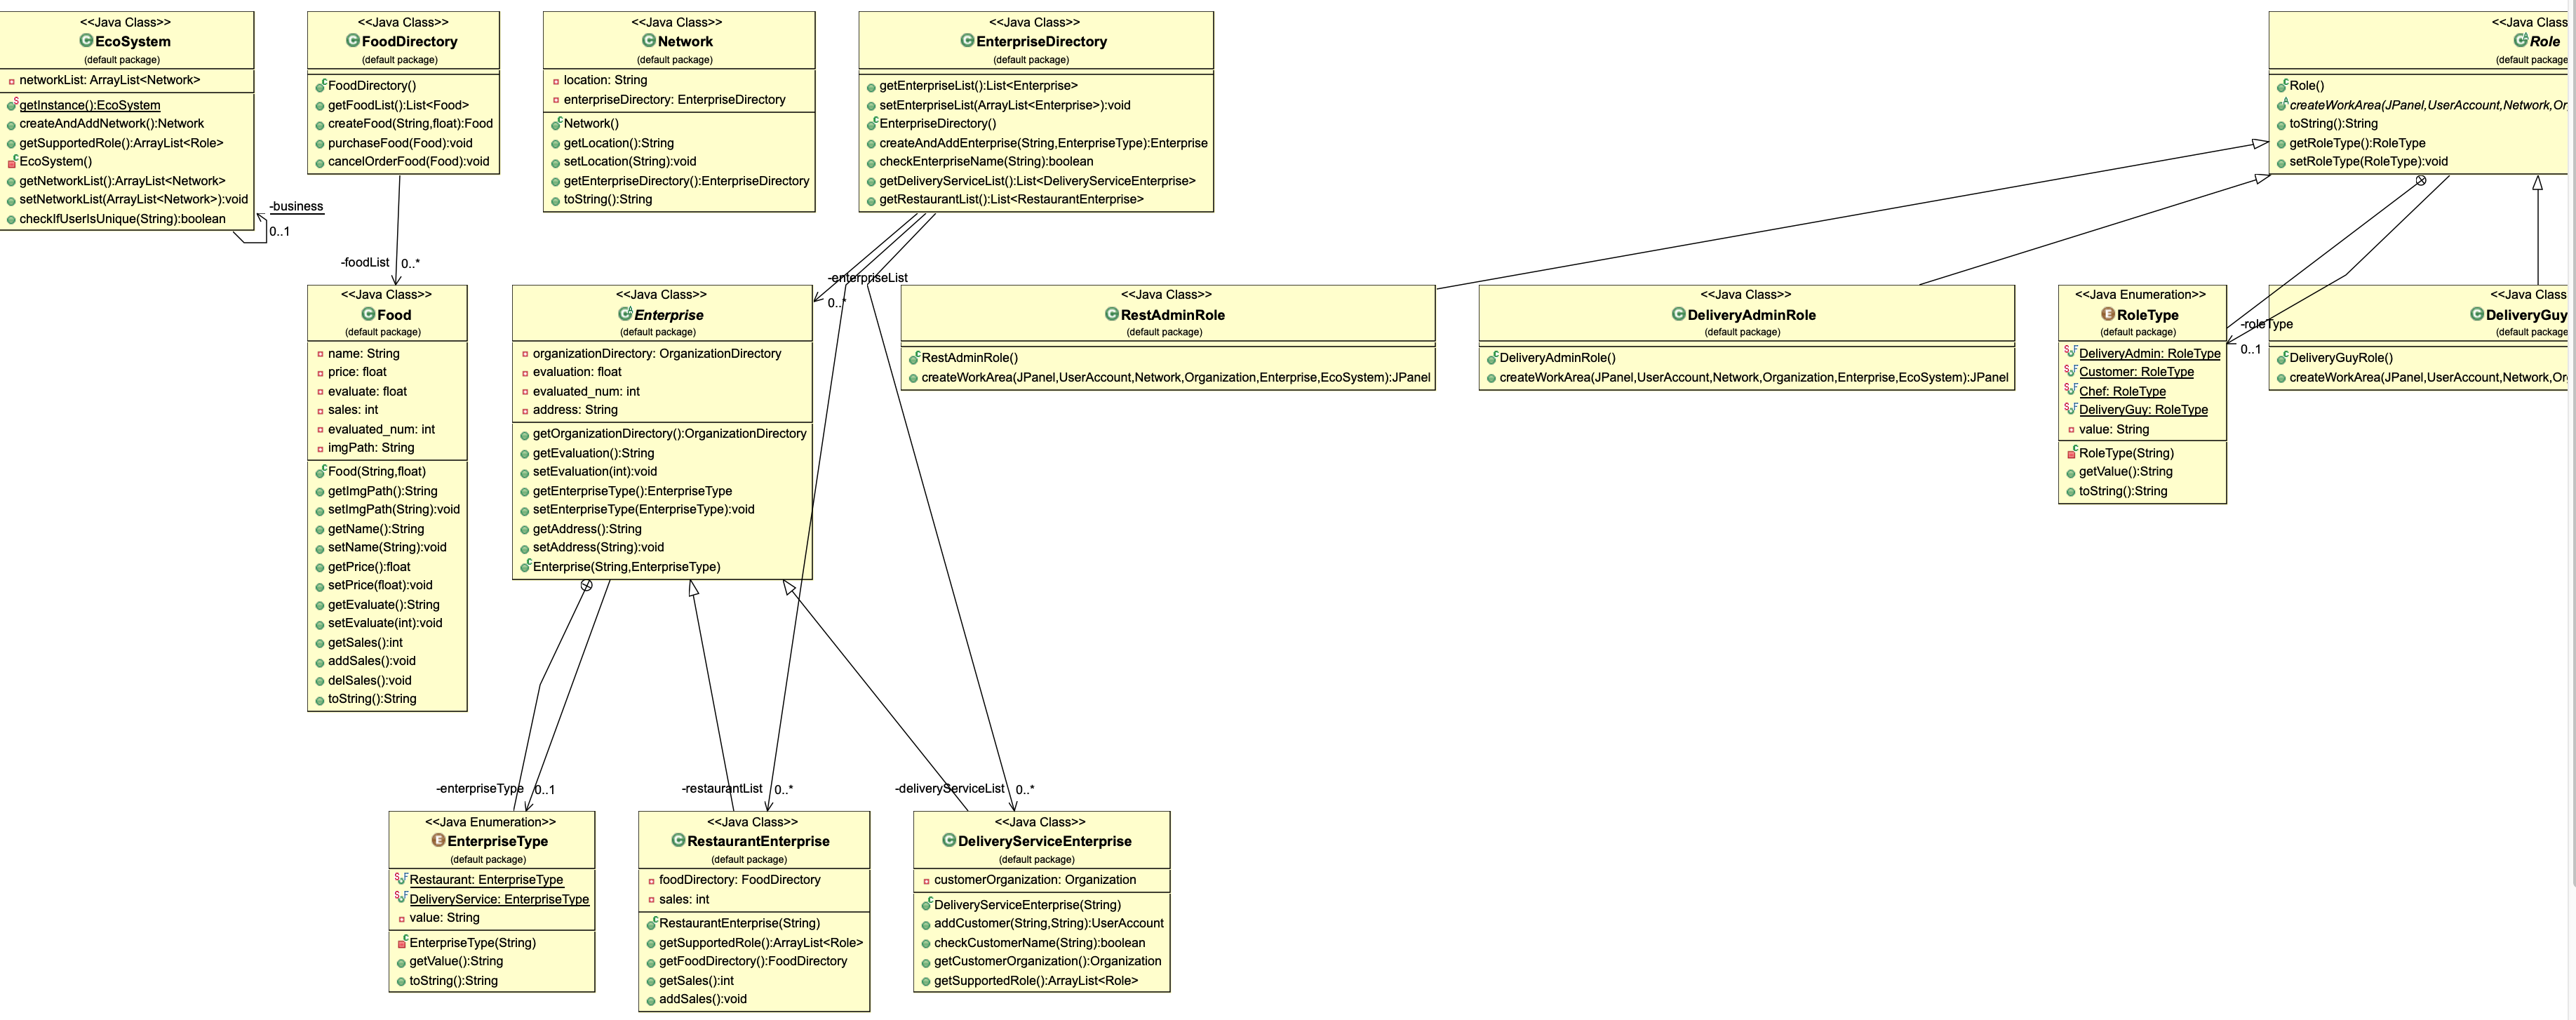 <<Java Class>>
EcoSystem
(default package)
networkList: ArrayList<Network>
getInstance():EcoSystem
createAndAddNetwork():Network
getSupportedRole():ArrayList<Role>
EcoSystem()
getNetworkList():ArrayList<Network>
setNetworkList(ArrayList<Network>):void
checkIfUserIsUnique(String):boolean
-business
0..1
<<Java Class>>
FoodDirectory
(default package)
FoodDirectory()
getFoodList():List<Food>
createFood(String,float):Food
purchaseFood(Food):void
cancelOrderFood(Food):void
-foodList 0..*
<<Java Class>>
Network
(default package)
location: String
enterpriseDirectory: EnterpriseDirectory
Network()
getLocation():String
setLocation(String):void
getEnterpriseDirectory():EnterpriseDirectory
toString():String
<<Java Class>>
EnterpriseDirectory
(default package)
getEnterpriseList():List<Enterprise>
setEnterpriseList(ArrayList<Enterprise>):void
EnterpriseDirectory()
createAndAddEnterprise(String,EnterpriseType):Enterprise
checkEnterpriseName(String):boolean
getDeliveryServiceList():List<DeliveryServiceEnterprise>
getRestaurantList():List<RestaurantEnterprise>
-enterpriseList
0..*
<<Java Class
Role
(default package
Role()
createWorkArea(JPanel,UserAccount,Network,Or
toString():String
getRoleType():RoleType
setRoleType(RoleType):void
<<Java Class>>
Food
(default package)
name: String
price: float
evaluate: float
sales: int
evaluated_num: int
imgPath: String
Food(String,float)
getImgPath():String
setImgPath(String):void
getName():String
setName(String):void
getPrice():float
setPrice(float):void
getEvaluate():String
setEvaluate(int):void
getSales():int
addSales():void
delSales():void
toString():String
<<Java Class>>
Enterprise
(default package)
organizationDirectory: OrganizationDirectory
evaluation: float
evaluated_num: int
address: String
getOrganizationDirectory():OrganizationDirectory
getEvaluation():String
setEvaluation(int):void
getEnterpriseType():EnterpriseType
setEnterpriseType(EnterpriseType):void
getAddress():String
setAddress(String):void
Enterprise(String,EnterpriseType)
<<Java Class>>
RestAdminRole
(default package)
RestAdminRole()
createWorkArea(JPanel,UserAccount,Network,Organization,Enterprise,EcoSystem):JPanel
<<Java Class>>
DeliveryAdminRole
(default package)
DeliveryAdminRole()
createWorkArea(JPanel,UserAccount,Network,Organization,Enterprise,EcoSystem):JPanel
<<Java Enumeration>>
RoleType
(default package)
DeliveryAdmin: RoleType
Customer: RoleType
Chef: RoleType
DeliveryGuy: RoleType
value: String
RoleType(String)
getValue():String
toString():String
-roleType
0..1
<<Java Class
DeliveryGuy
(default package
DeliveryGuyRole()
createWorkArea(JPanel,UserAccount,Network,Or
-enterpriseType 0..1
<<Java Enumeration>>
EnterpriseType
(default package)
Restaurant: EnterpriseType
DeliveryService: EnterpriseType
value: String
EnterpriseType(String)
getValue():String
toString():String
-restaurantList 0..*
<<Java Class>>
RestaurantEnterprise
(default package)
foodDirectory: FoodDirectory
sales: int
RestaurantEnterprise(String)
getSupportedRole():ArrayList<Role>
getFoodDirectory():FoodDirectory
getSales():int
addSales():void
-deliveryServiceList 0..*
<<Java Class>>
DeliveryServiceEnterprise
(default package)
customerOrganization: Organization
DeliveryServiceEnterprise(String)
addCustomer(String,String):UserAccount
checkCustomerName(String):boolean
getCustomerOrganization():Organization
getSupportedRole():ArrayList<Role>